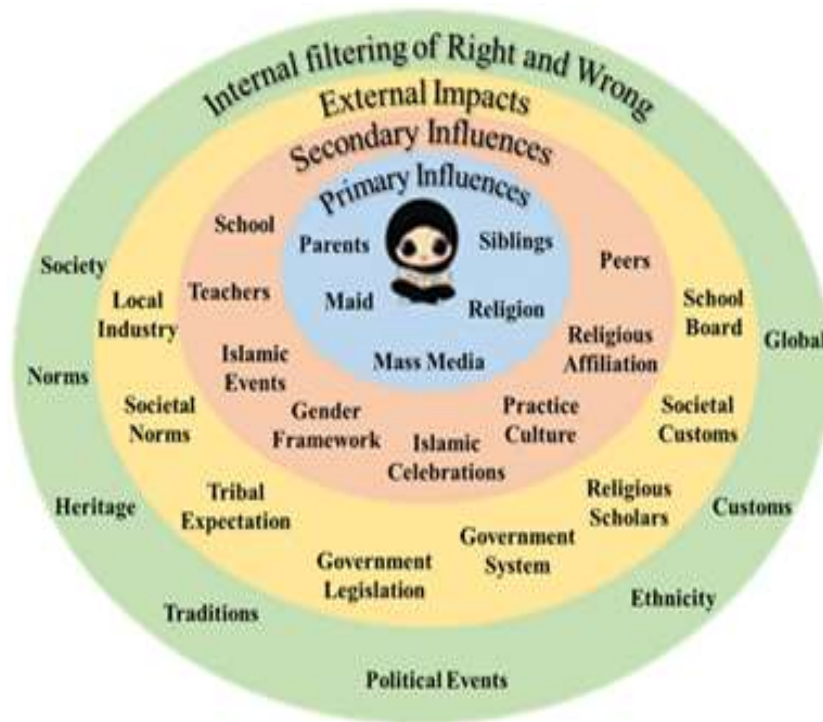 Internal filtering of Right and Wrong
External Impacts
Secondary Influences
Primary Influences
School
Parents
Siblings
Society
Peers
Teachers
Maid
Religion
Local
Industry
School
Board
Global
Islamic
Events
Mass Media
Religious
Affiliation
Norms
Societal
Norms
Gender
Framework
Islamic
Celebrations
Practice
Culture
Societal
Customs
Heritage
Tribal
Expectation
Religious
Scholars
Customs
Government
Legislation
Government
System
Traditions
Ethnicity
Political Events